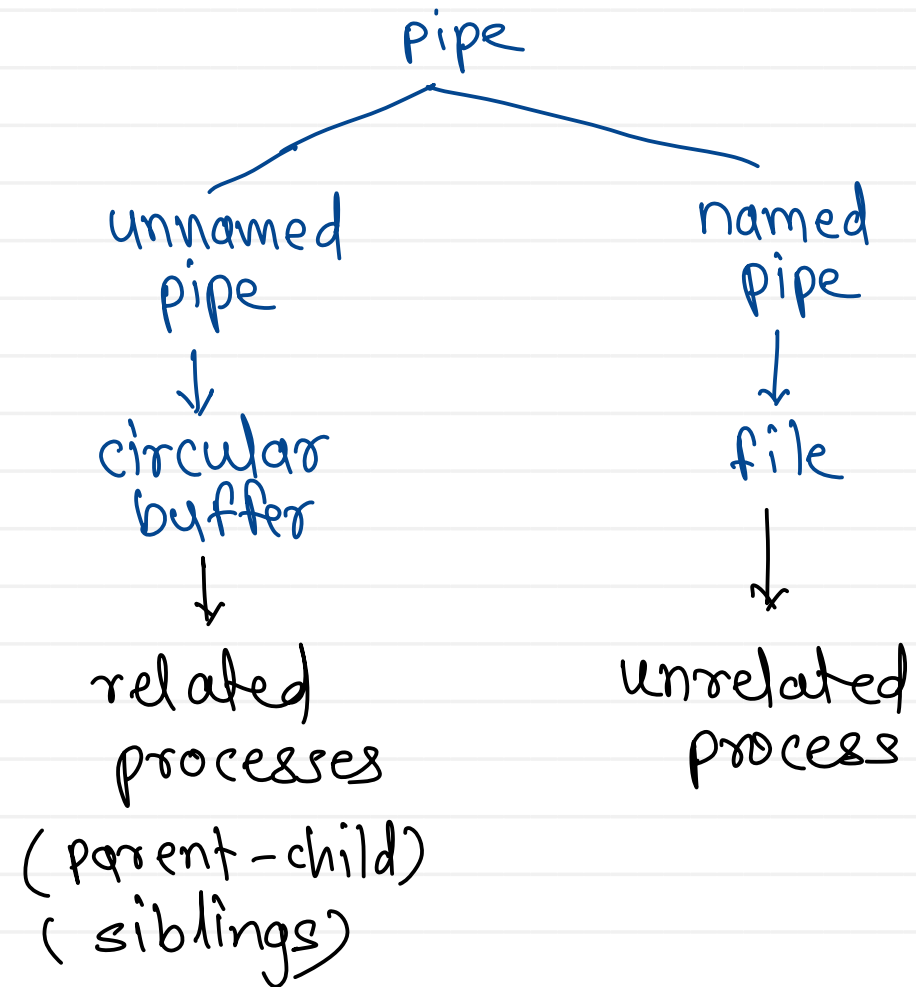 pipe
unnamed
pipe
circular
buffer
related
processes
(parent-child)
(siblings)
named
pipe
file
unrelated
process